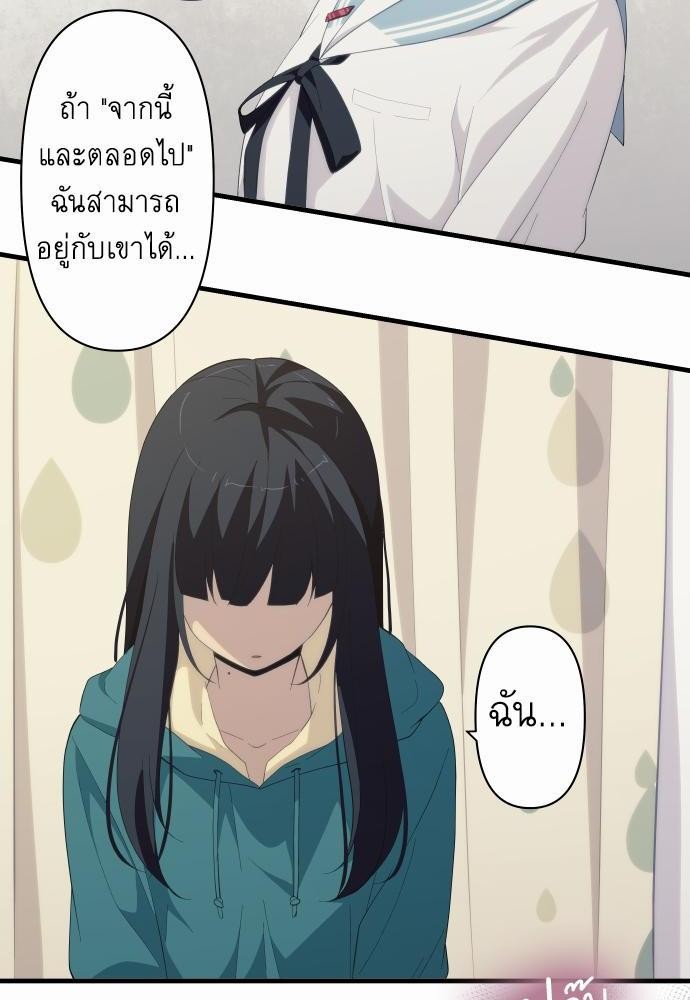 ถ้า "จากนี้
และตลอดไป"
ฉันสามารถ
อยู่กับเขาได้...
ฉัน...